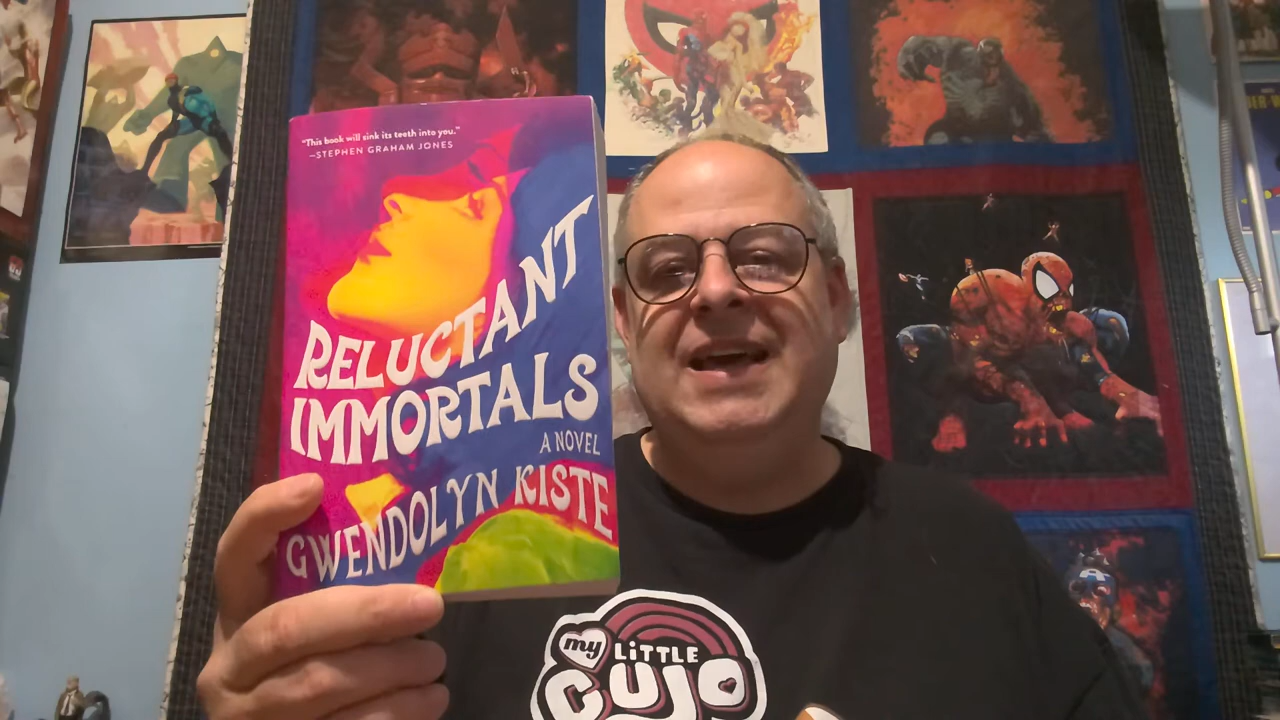 "This book will sink its teeth into you."
—STEPHEN GRAHAM JONES
RELUCTANT
IMMORTALS
A NOVEL
GWENDOLYN KISTE
my LiTTLE
CUJO